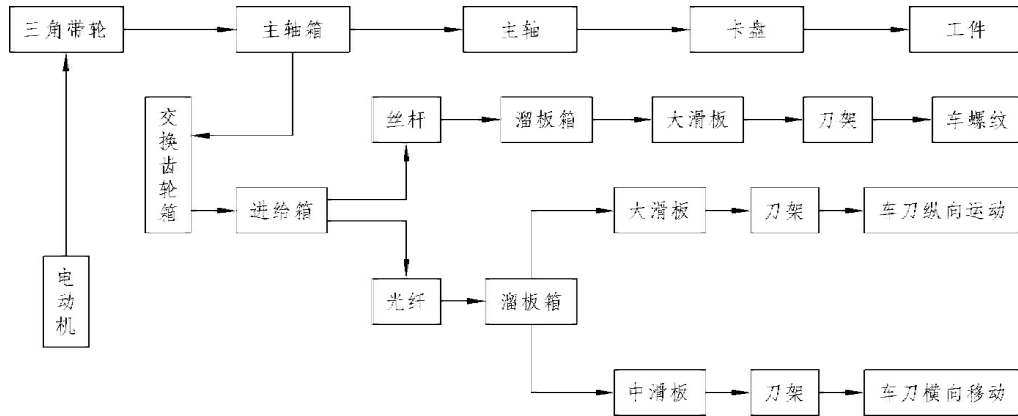 三角带轮
主轴箱
主轴
卡盘
工件
交换齿轮箱
丝杆
溜板箱
大滑板
刀架
车螺纹
进给箱
大滑板
刀架
车刀纵向运动
电动机
光纤
溜板箱
中滑板
刀架
车刀横向移动